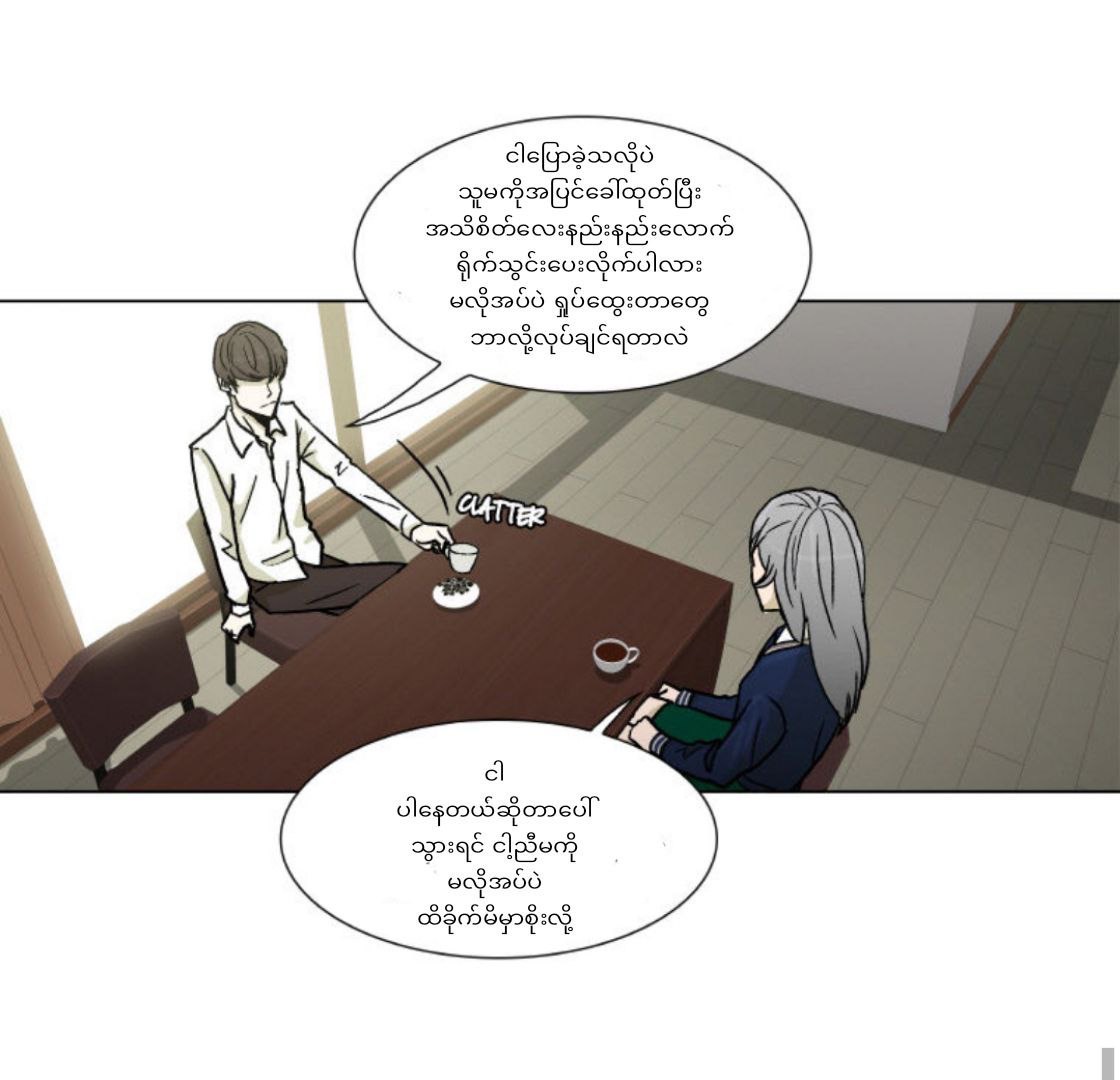 ငါပြောခဲ့သလိုပဲ
သူမကိုအပြင်ခေါ်ထုတ်ပြီး
အသိစိတ်လေးနည်းနည်းလောက်
ရိုက်သွင်းပေးလိုက်ပါလား
မလိုအပ်ပဲ ရှုပ်ထွေးတာတွေ
ဘာလို့လုပ်ချင်ရတာလဲ
CLATTER
ငါ
ပါနေတယ်ဆိုတာပေါ်
သွားရင် ငါ့ညီမကို
မလိုအပ်ပဲ
ထိခိုက်မိမှာစိုးလို့